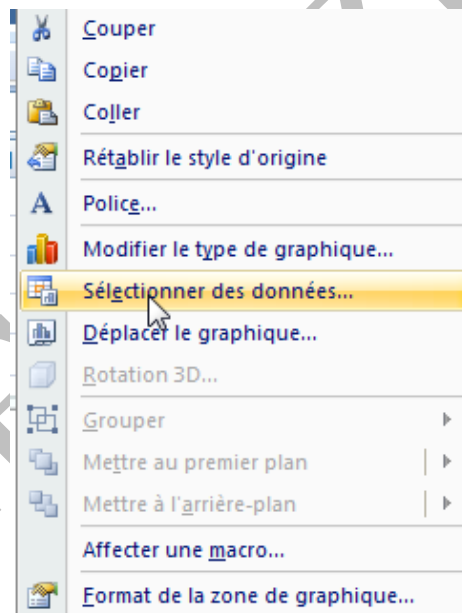 Couper
Copier
Coller
Rétablir le style d'origine
Police...
Modifier le type de graphique...
Sélectionner des données...
Déplacer le graphique...
Rotation 3D...
Grouper
Mettre au premier plan
Mettre à l'arrière-plan
Affecter une macro...
Format de la zone de graphique...